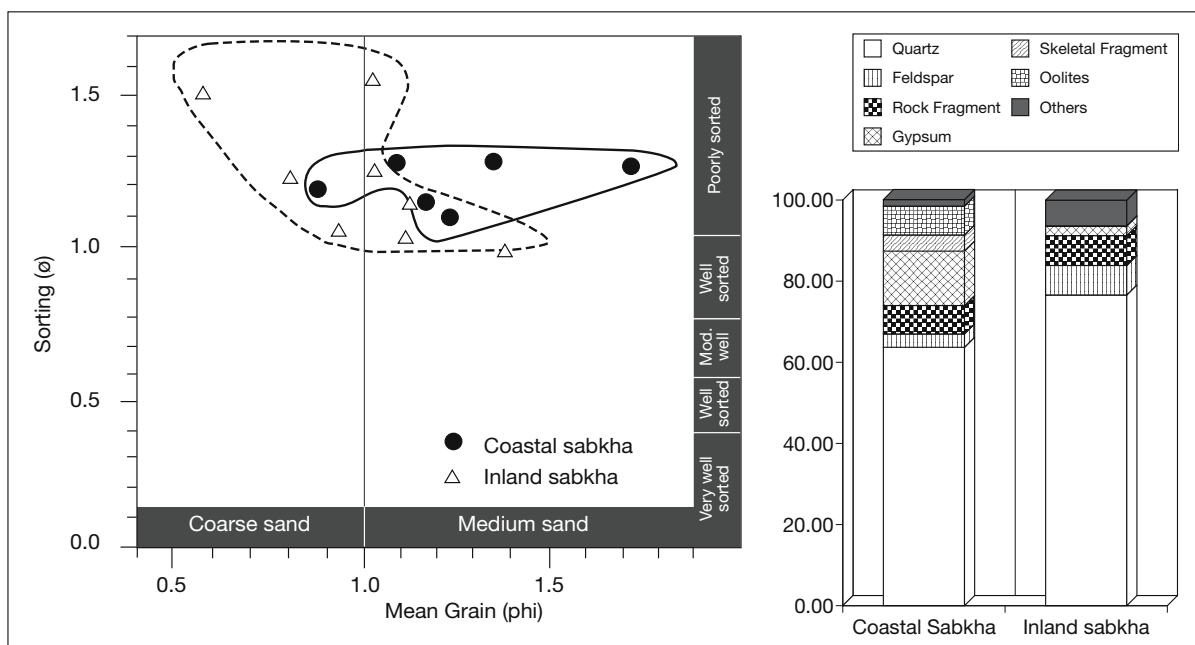 Sorting (ø)
1.5
1.0
0.5
0.0
Poorly sorted
Well
sorted
Mod.
well
Well
sorted
Very well
sorted
Coastal sabkha
Inland sabkha
Coarse sand
Medium sand
0.5
1.0
1.5
Mean Grain (phi)
Quartz
Feldspar
Rock Fragment
Gypsum
Skeletal Fragment
Oolites
Others
100.00
80.00
60.00
40.00
20.00
0.00
Coastal Sabkha
Inland sabkha